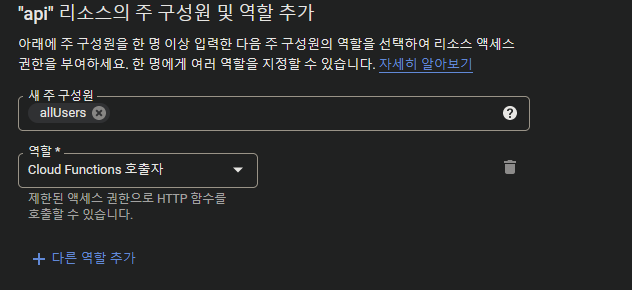 "api" 리소스의 주 구성원 및 역할 추가
아래에 주 구성원을 한 명 이상 입력한 다음 주 구성원의 역할을 선택하여 리소스 액세스
권한을 부여하세요. 한 명에게 여러 역할을 지정할 수 있습니다. 자세히 알아보기
새 주 구성원
allUsers
역할 *
Cloud Functions 호출자
제한된 액세스 권한으로 HTTP 함수를
호출할 수 있습니다.
+ 다른 역할 추가